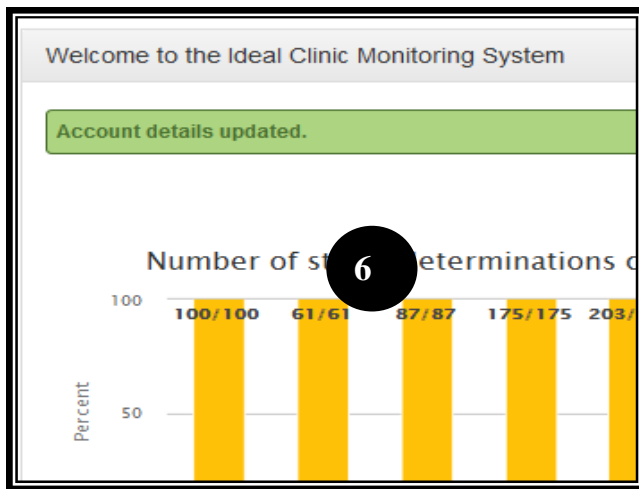 Welcome to the Ideal Clinic Monitoring System
Account details updated.
Number of st 6 eterminations c
100
100/100 61/61 87/87 175/175 203/
50
Percent